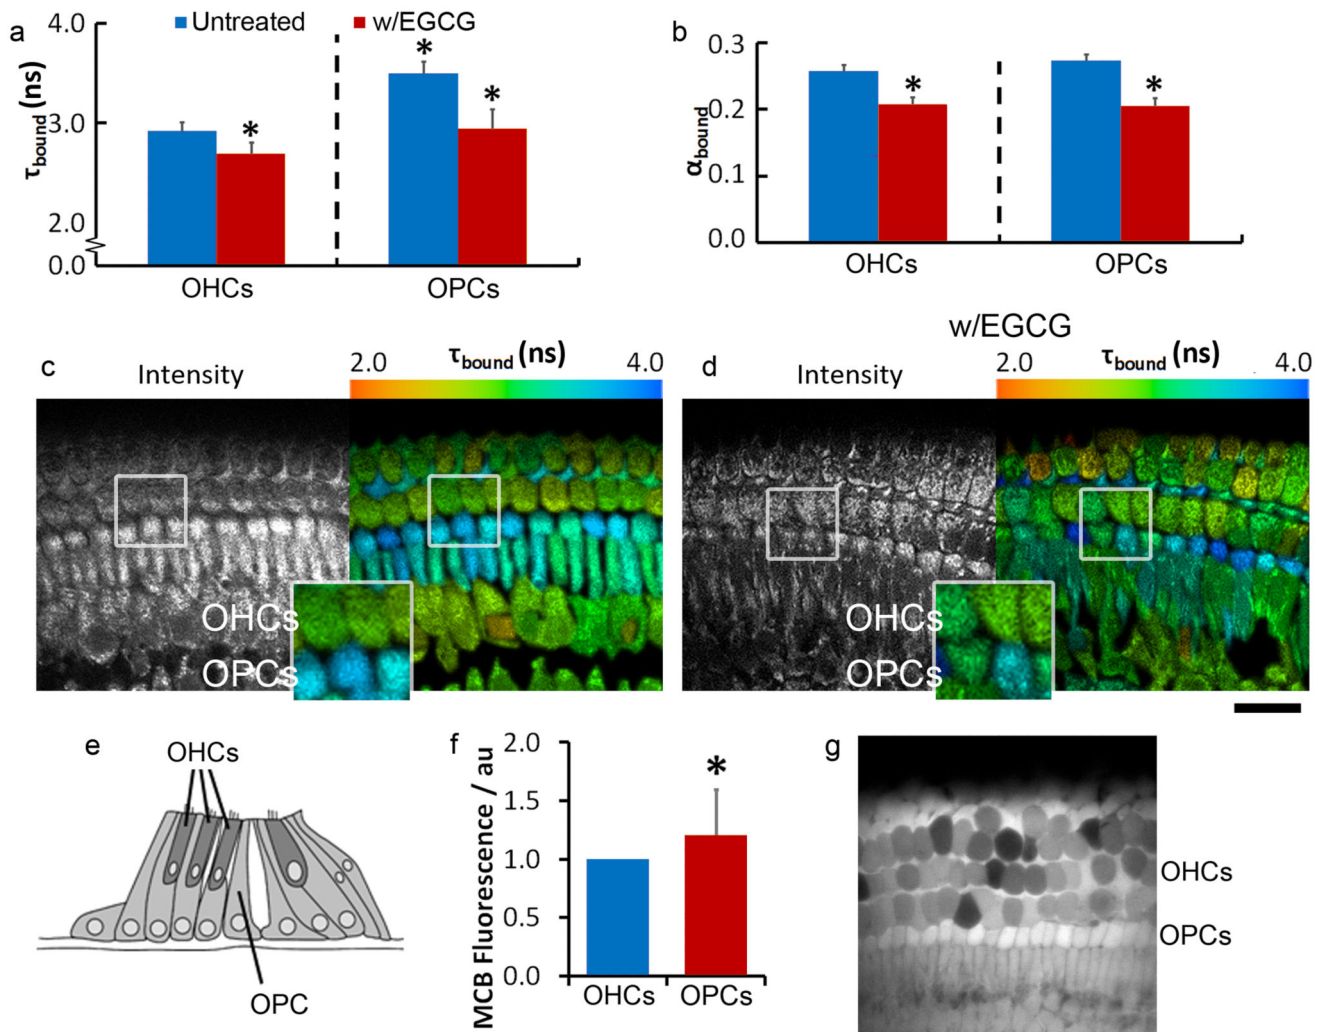 a
Untreated
w/EGCG
4.0
3.0
2.0
0.0
τbound (ns)
*
*
*
OHCs
OPCs
b
0.3
0.2
0.1
0.0
αbound
*
*
OHCs
OPCs
w/EGCG
c
Intensity
2.0
τbound (ns)
4.0
d
Intensity
2.0
τbound (ns)
4.0
OHCs
OPCs
OHCs
OPCs
e
OHCs
OPC
f
MCB Fluorescence / au
2.0
1.5
1.0
0.5
0.0
*
OHCs
OPCs
g
OHCs
OPCs